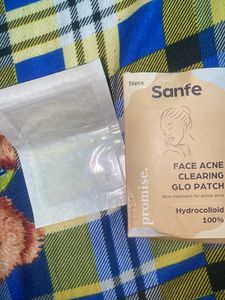 36pcs
Sanfe
promise.
FACE ACNE
CLEARING
GLO PATCH
Spot treatment for active acne
Hydrocolloid
100%